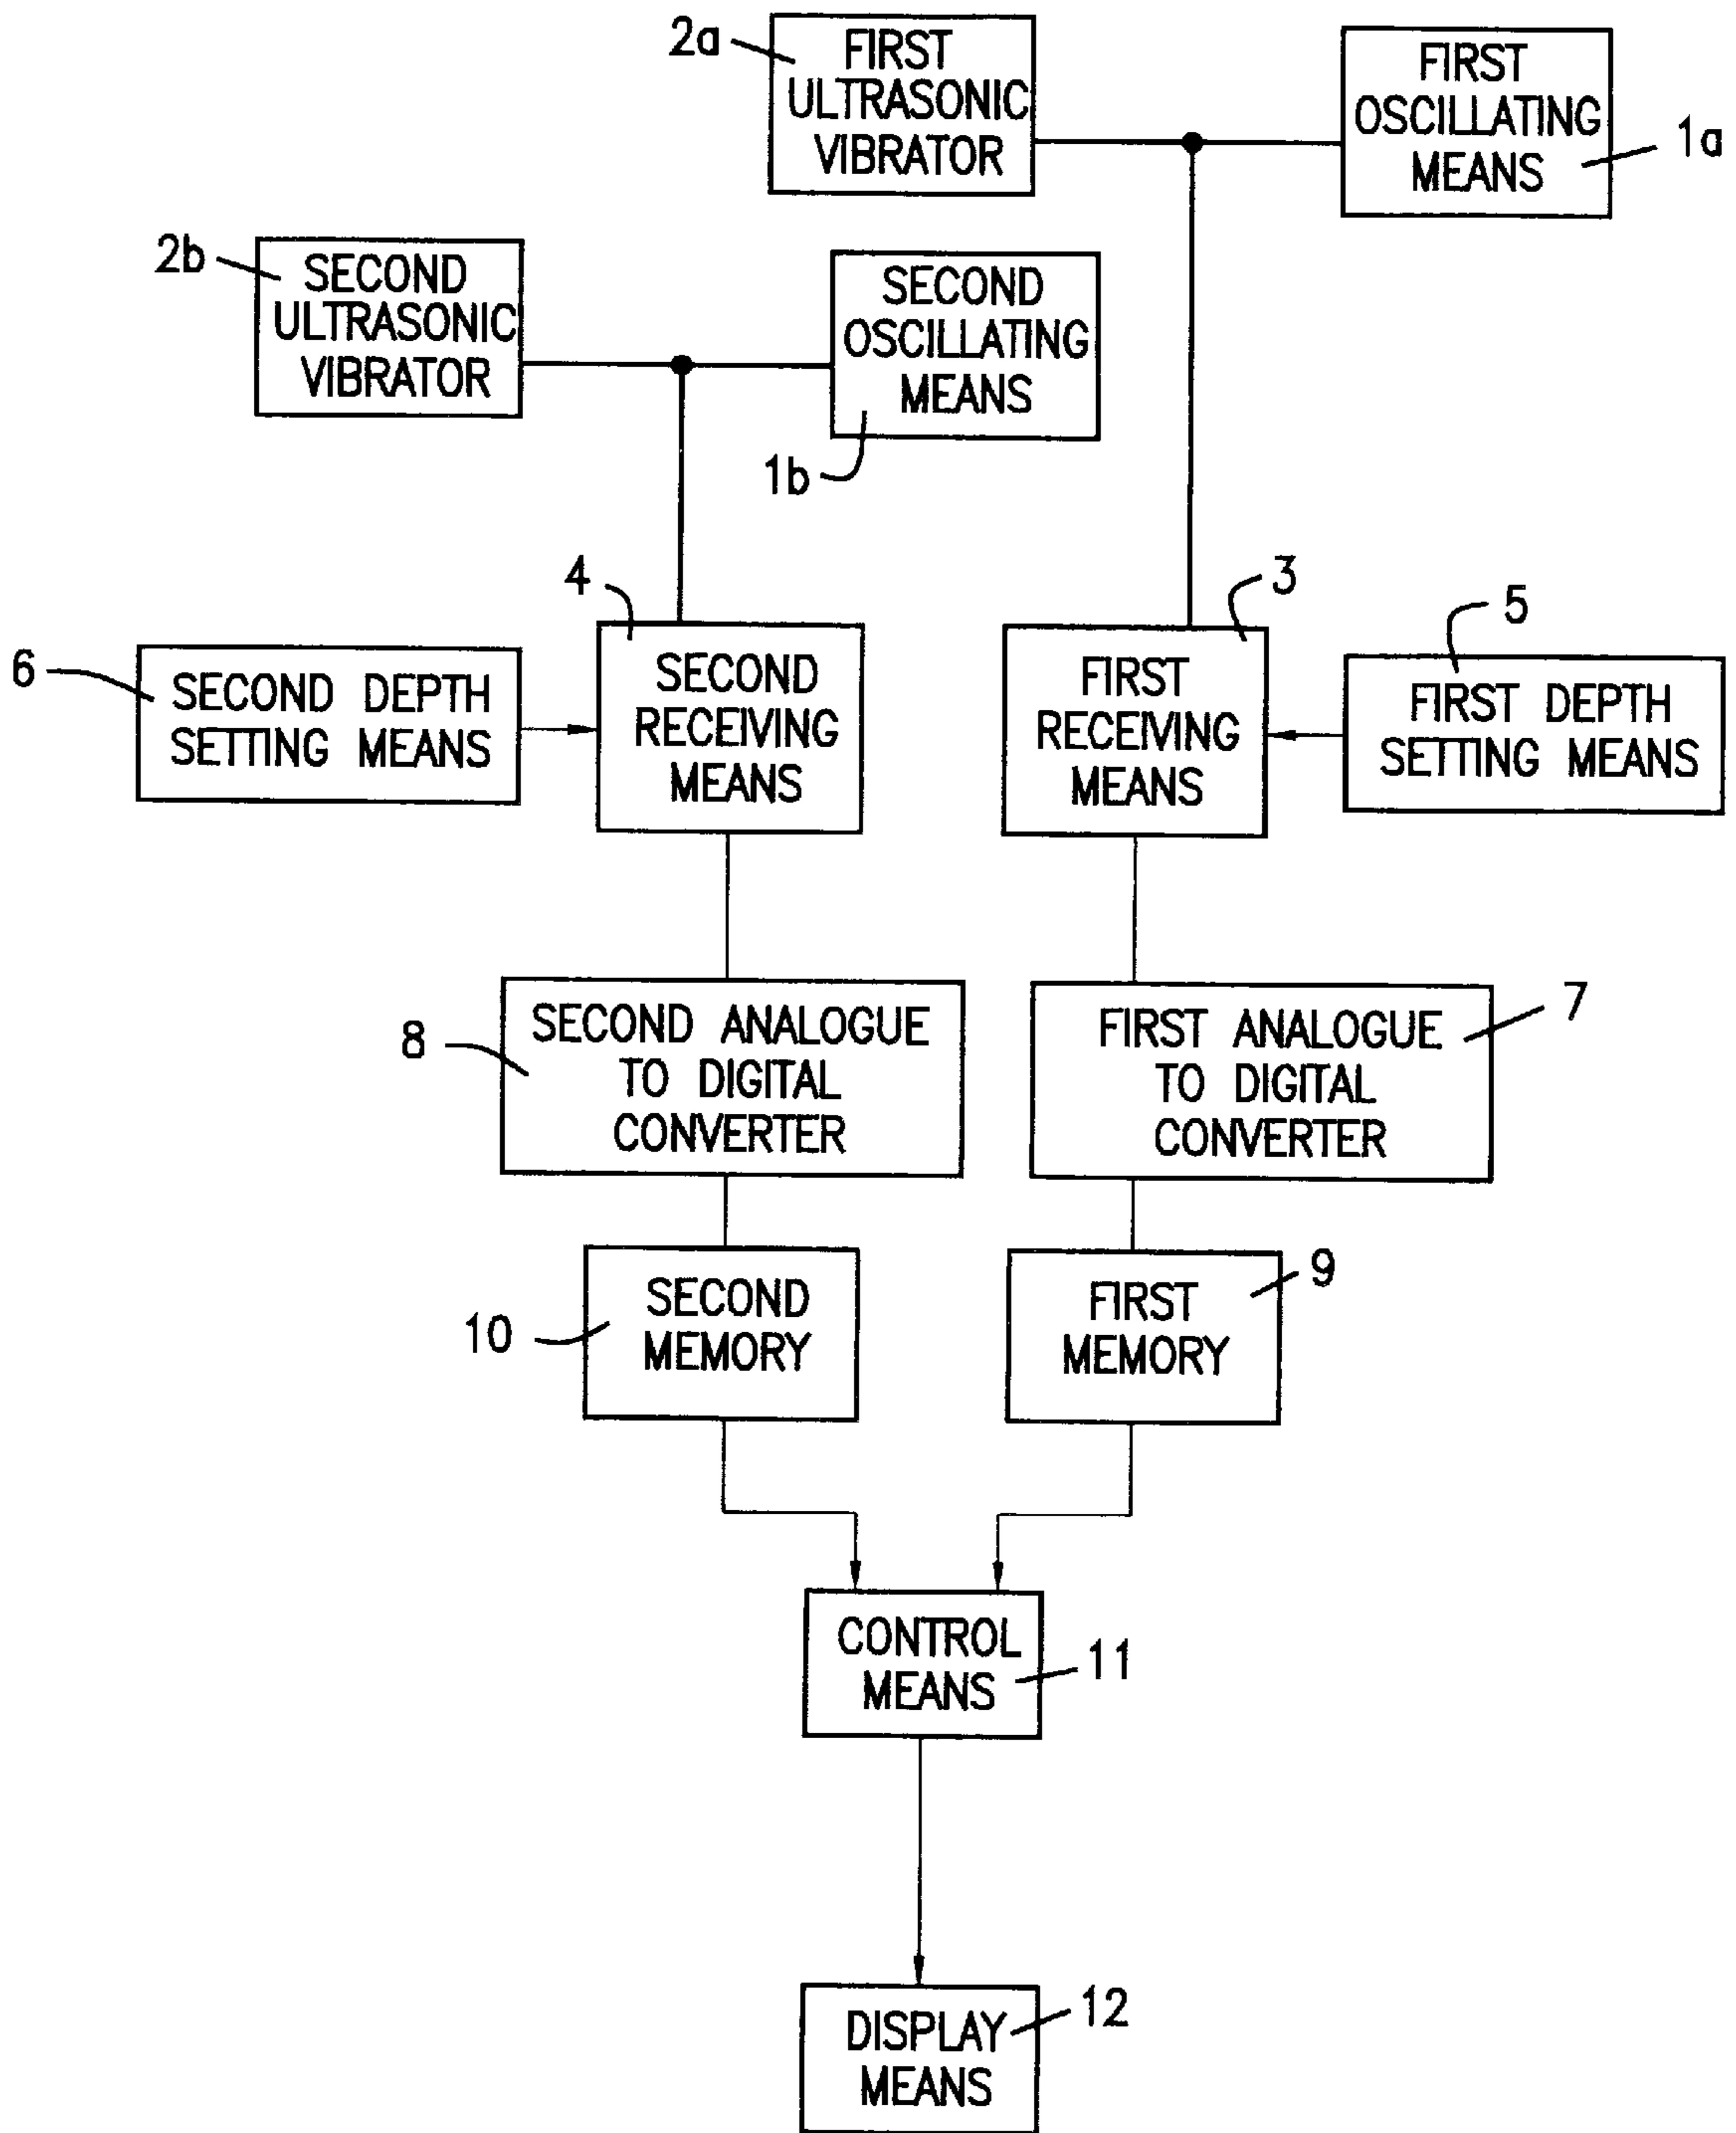 2a
FIRST
ULTRASONIC
VIBRATOR
FIRST
OSCILLATING
MEANS
1a
2b
SECOND
ULTRASONIC
VIBRATOR
SECOND
OSCILLATING
MEANS
1b
4
3
5
6
SECOND DEPTH
SETTING MEANS
SECOND
RECEIVING
MEANS
FIRST
RECEIVING
MEANS
FIRST DEPTH
SETTING MEANS
8
SECOND ANALOGUE
TO DIGITAL
CONVERTER
FIRST ANALOGUE
TO DIGITAL
CONVERTER
7
10
SECOND
MEMORY
FIRST
MEMORY
9
CONTROL
MEANS
11
DISPLAY
MEANS
12